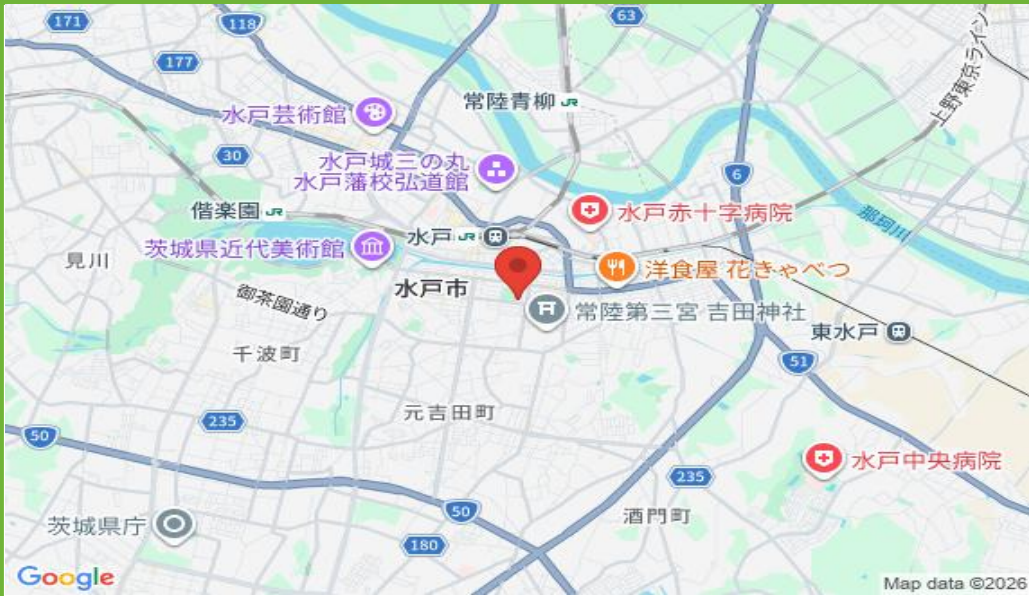 171
118
63
177
水戸芸術館
常陸青柳 JR
上野東京ライン
30
水戸城三の丸
水戸藩校弘道館
6
偕楽園 JR
水戸赤十字病院
那珂川
見川
茨城県近代美術館
水戸 JR
洋食屋 花きゃべつ
御茶園通り
水戸市
常陸第三宮 吉田神社
東水戸
千波町
51
元吉田町
235
50
水戸中央病院
235
茨城県庁
50
酒門町
180
Google
Map data ©2026